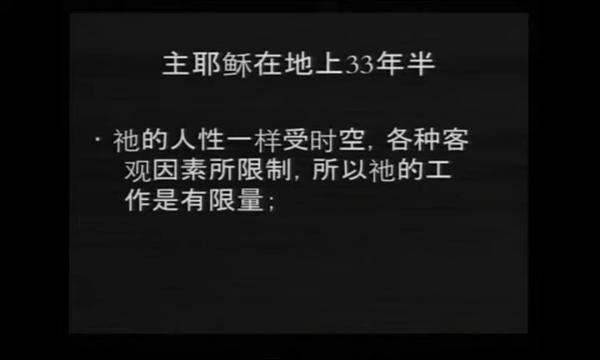 主耶稣在地上33年半
· 祂的人性一样受时空, 各种客
观因素所限制, 所以祂的工
作是有限量;